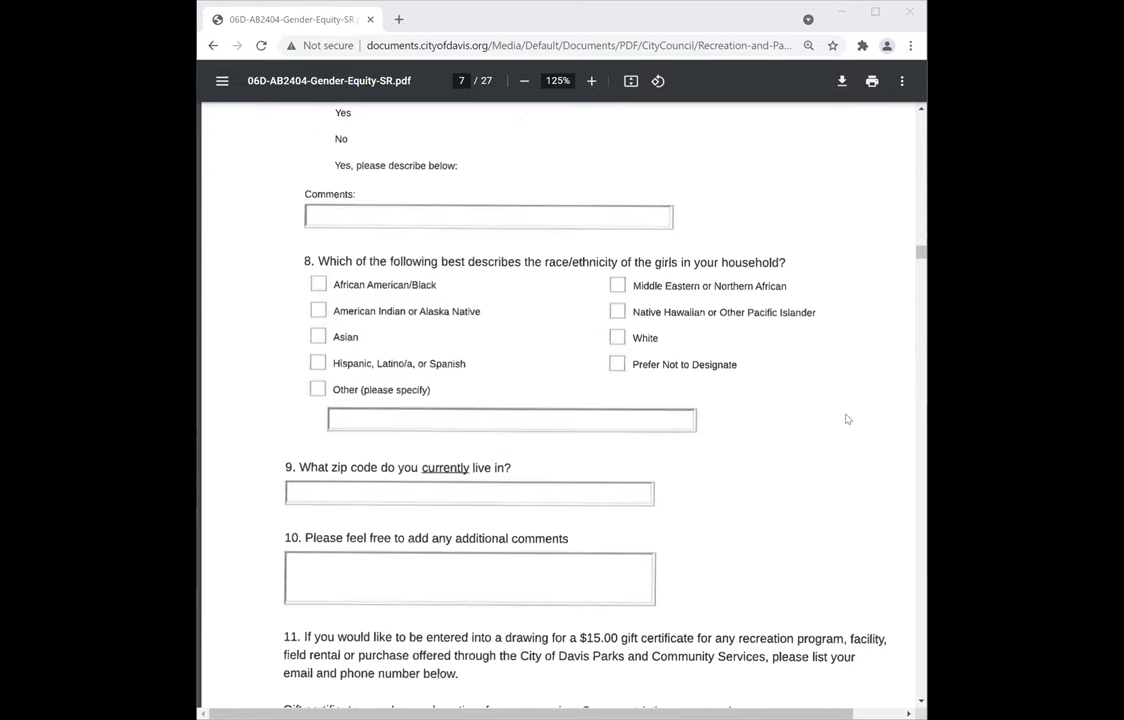 06D-AB2404-Gender-Equity-SR.
Not secure documents.cityofdavis.org/Media/Default/Documents/PDF/CityCouncil/Recreation-and-Pa...
06D-AB2404-Gender-Equity-SR.pdf 7 / 27 125%
Yes
No
Yes, please describe below:
Comments:
8. Which of the following best describes the race/ethnicity of the girls in your household?
African American/Black Middle Eastern or Northern African
American Indian or Alaska Native Native Hawaiian or Other Pacific Islander
Asian White
Hispanic, Latino/a, or Spanish Prefer Not to Designate
Other (please specify)
9. What zip code do you currently live in?
10. Please feel free to add any additional comments
11. If you would like to be entered into a drawing for a $15.00 gift certificate for any recreation program, facility,
field rental or purchase offered through the City of Davis Parks and Community Services, please list your
email and phone number below.